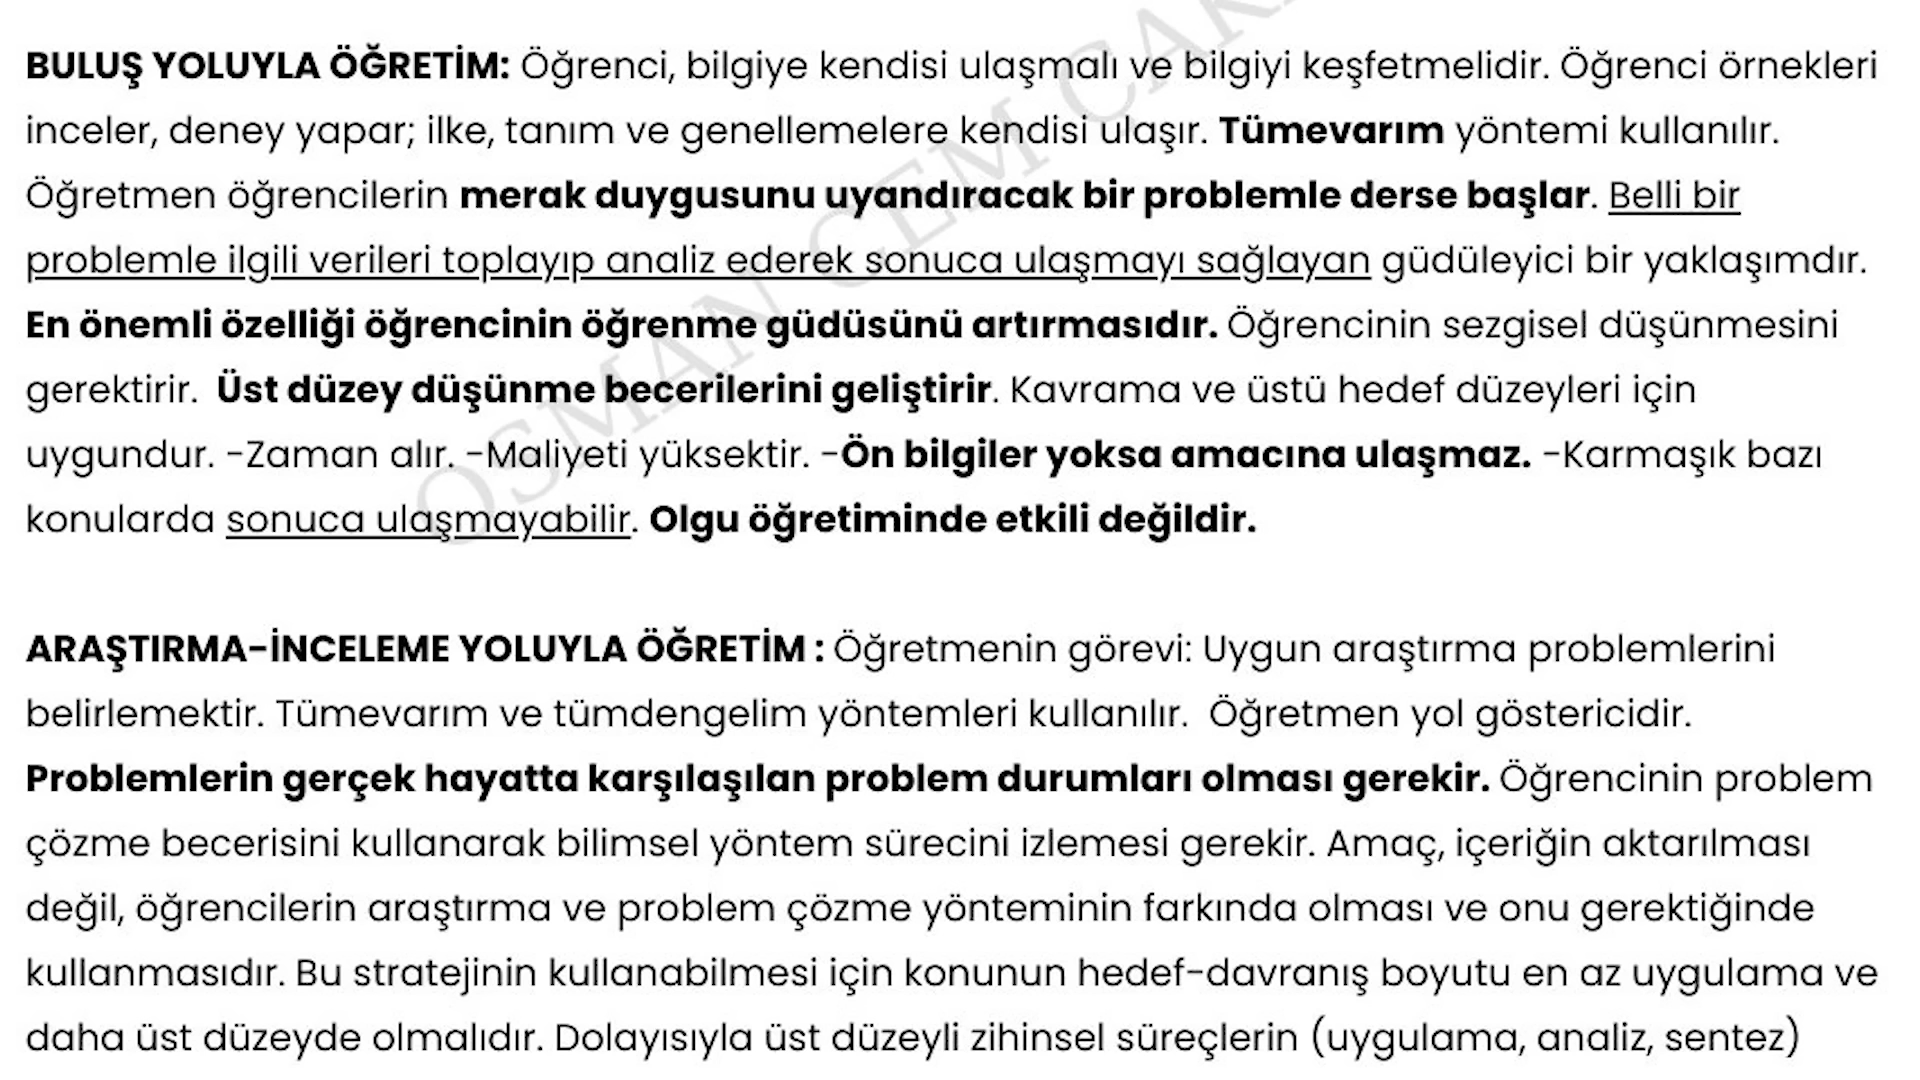 BULUŞ YOLUYLA ÖĞRETİM: Öğrenci, bilgiye kendisi ulaşmalı ve bilgiyi keşfetmelidir. Öğrenci örnekleri
inceler, deney yapar; ilke, tanım ve genellemelere kendisi ulaşır. Tümevarım yöntemi kullanılır.
Öğretmen öğrencilerin merak duygusunu uyandıracak bir problemle derse başlar. Belli bir
problemle ilgili verileri toplayıp analiz ederek sonuca ulaşmayı sağlayan güdüleyici bir yaklaşımdır.
En önemli özelliği öğrencinin öğrenme güdüsünü artırmasıdır. Öğrencinin sezgisel düşünmesini
gerektirir. Üst düzey düşünme becerilerini geliştirir. Kavrama ve üstü hedef düzeyleri için
uygundur. -Zaman alır. -Maliyeti yüksektir. -Ön bilgiler yoksa amacına ulaşmaz. -Karmaşık bazı
konularda sonuca ulaşmayabilir. Olgu öğretiminde etkili değildir.
ARAŞTIRMA-İNCELEME YOLUYLA ÖĞRETİM : Öğretmenin görevi: Uygun araştırma problemlerini
belirlemektir. Tümevarım ve tümdengelim yöntemleri kullanılır. Öğretmen yol göstericidir.
Problemlerin gerçek hayatta karşılaşılan problem durumları olması gerekir. Öğrencinin problem
çözme becerisini kullanarak bilimsel yöntem sürecini izlemesi gerekir. Amaç, içeriğin aktarılması
değil, öğrencilerin araştırma ve problem çözme yönteminin farkında olması ve onu gerektiğinde
kullanmasıdır. Bu stratejinin kullanabilmesi için konunun hedef-davranış boyutu en az uygulama ve
daha üst düzeyde olmalıdır. Dolayısıyla üst düzeyli zihinsel süreçlerin (uygulama, analiz, sentez)
OSMAN CEM